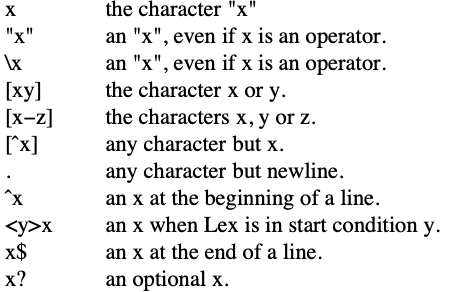 x the character "x"
"x" an "x", even if x is an operator.
\x an "x", even if x is an operator.
[xy] the character x or y.
[x−z] the characters x, y or z.
[^x] any character but x.
. any character but newline.
^x an x at the beginning of a line.
<y>x an x when Lex is in start condition y.
x$ an x at the end of a line.
x? an optional x.